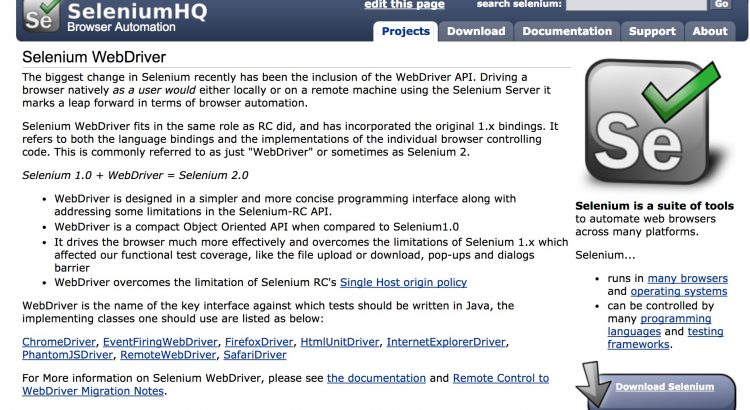 SeleniumHQ
Browser Automation
edit this page
search selenium:
Go
Projects
Download
Documentation
Support
About
Selenium WebDriver
The biggest change in Selenium recently has been the inclusion of the WebDriver API. Driving a
browser natively as a user would either locally or on a remote machine using the Selenium Server it
marks a leap forward in terms of browser automation.
Selenium WebDriver fits in the same role as RC did, and has incorporated the original 1.x bindings. It
refers to both the language bindings and the implementations of the individual browser controlling
code. This is commonly referred to as just "WebDriver" or sometimes as Selenium 2.
Selenium 1.0 + WebDriver = Selenium 2.0
• WebDriver is designed in a simpler and more concise programming interface along with
addressing some limitations in the Selenium-RC API.
• WebDriver is a compact Object Oriented API when compared to Selenium1.0
• It drives the browser much more effectively and overcomes the limitations of Selenium 1.x which
affected our functional test coverage, like the file upload or download, pop-ups and dialogs
barrier
• WebDriver overcomes the limitation of Selenium RC's Single Host origin policy
WebDriver is the name of the key interface against which tests should be written in Java, the
implementing classes one should use are listed as below:
ChromeDriver, EventFiringWebDriver, FirefoxDriver, HtmlUnitDriver, InternetExplorerDriver,
PhantomJSDriver, RemoteWebDriver, SafariDriver
For More information on Selenium WebDriver, please see the documentation and Remote Control to
WebDriver Migration Notes.
Se
Se
Selenium is a suite of tools
to automate web browsers
across many platforms.
Selenium...
• runs in many browsers
and operating systems
• can be controlled by
many programming
languages and testing
frameworks.
Download Selenium